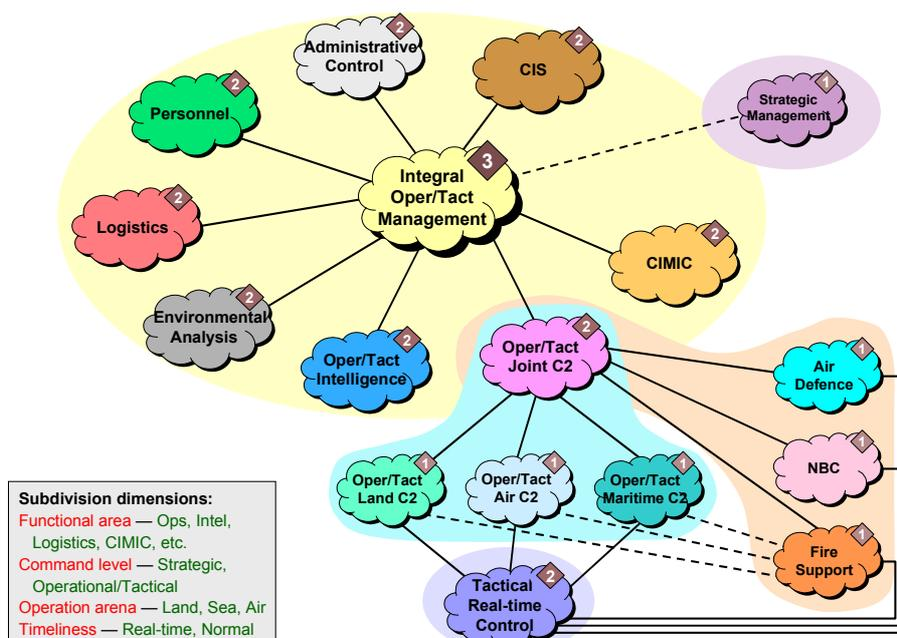 2
Administrative
Control
2
CIS
2
Personnel
1
Strategic
Management
3
Integral
Oper/Tact
Management
2
Logistics
2
CIMIC
2
Environmental
Analysis
2
Oper/Tact
Intelligence
2
Oper/Tact
Joint C2
1
Air
Defence
1
NBC
1
Oper/Tact
Land C2
1
Oper/Tact
Air C2
1
Oper/Tact
Maritime C2
1
Fire
Support
2
Tactical
Real-time
Control
Subdivision dimensions:
Functional area — Ops, Intel,
Logistics, CIMIC, etc.
Command level — Strategic,
Operational/Tactical
Operation arena — Land, Sea, Air
Timeliness — Real-time, Normal